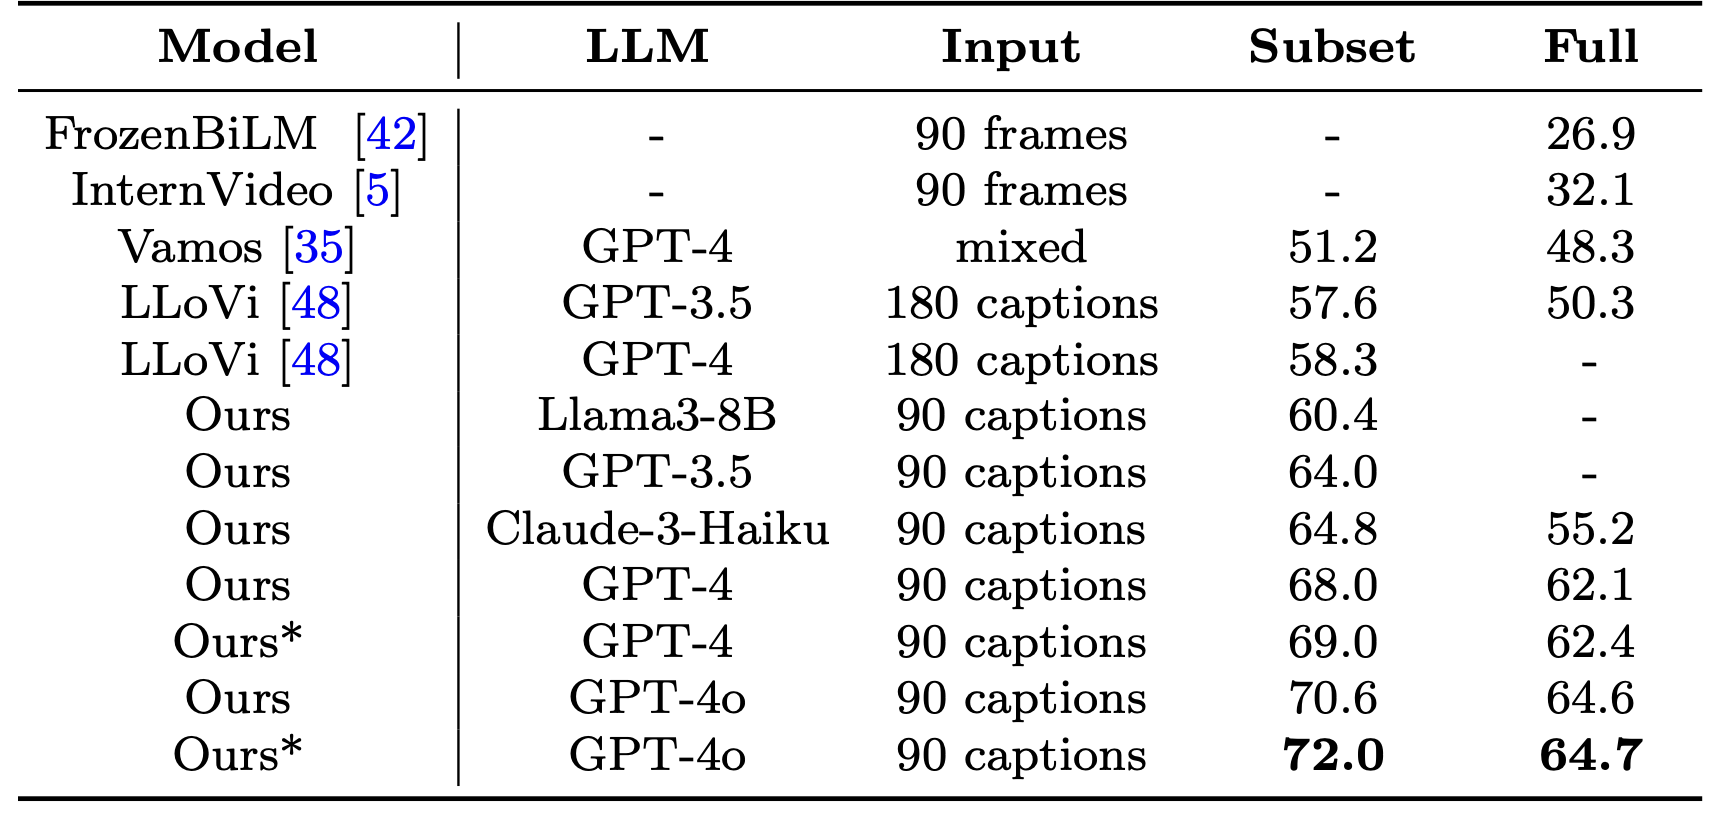 Model LLM Input Subset Full
FrozenBiLM [42] - 90 frames - 26.9
InternVideo [5] - 90 frames - 32.1
Vamos [35] GPT-4 mixed 51.2 48.3
LLoVi [48] GPT-3.5 180 captions 57.6 50.3
LLoVi [48] GPT-4 180 captions 58.3 -
Ours Llama3-8B 90 captions 60.4 -
Ours GPT-3.5 90 captions 64.0 -
Ours Claude-3-Haiku 90 captions 64.8 55.2
Ours GPT-4 90 captions 68.0 62.1
Ours* GPT-4 90 captions 69.0 62.4
Ours GPT-4o 90 captions 70.6 64.6
Ours* GPT-4o 90 captions 72.0 64.7